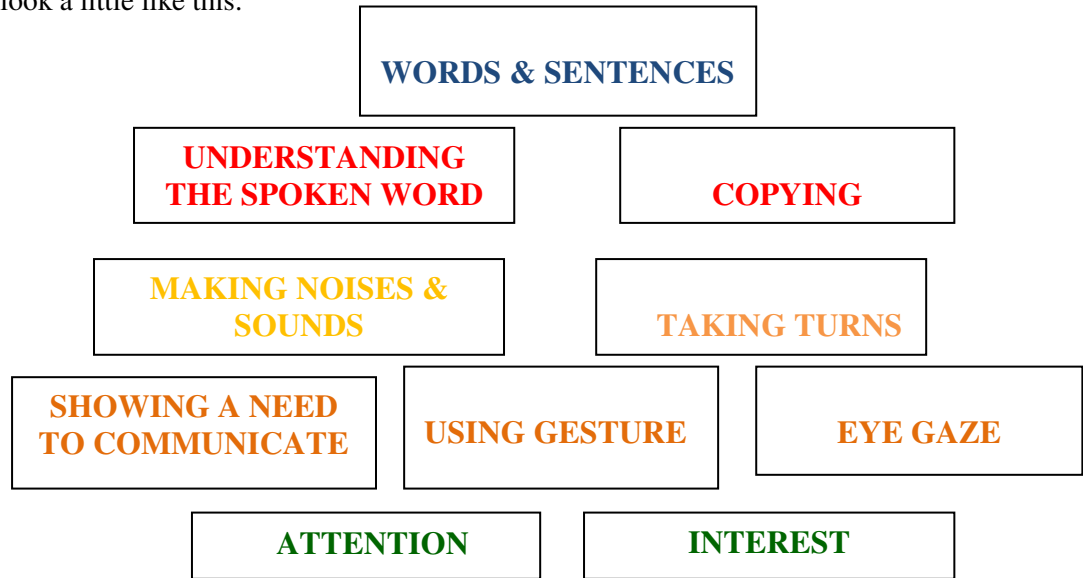 look a little like this.
WORDS & SENTENCES
UNDERSTANDING
THE SPOKEN WORD
COPYING
MAKING NOISES &
SOUNDS
TAKING TURNS
SHOWING A NEED
TO COMMUNICATE
USING GESTURE
EYE GAZE
ATTENTION
INTEREST